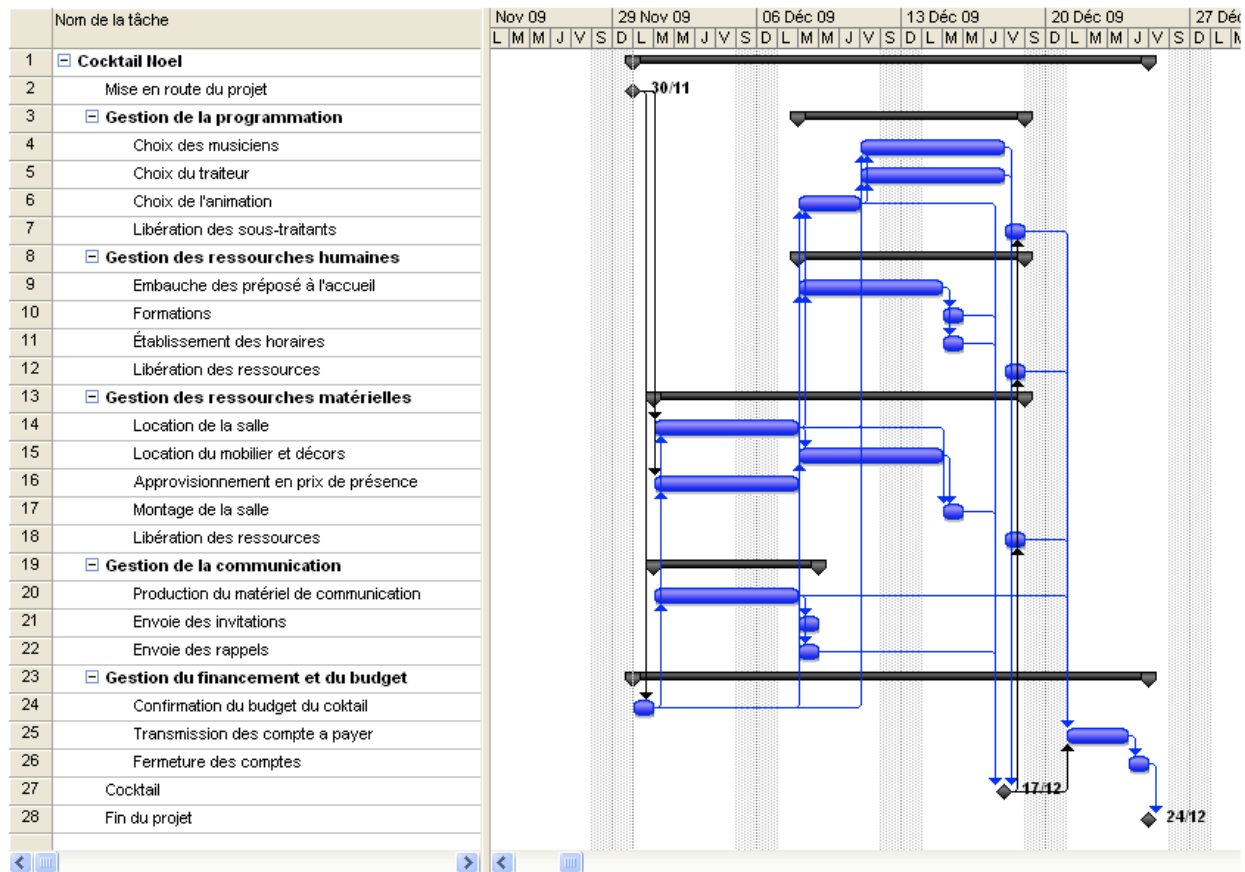 Nom de la tâche
Nov 09 29 Nov 09 06 Déc 09 13 Déc 09 20 Déc 09 27 Déc
L M M J V S D L M M J V S D L M M J V S D L M M J V S D L M M J V S D L M
1 Cocktail Noel
2 Mise en route du projet 30/11
3 Gestion de la programmation
4 Choix des musiciens
5 Choix du traiteur
6 Choix de l'animation
7 Libération des sous-traitants
8 Gestion des ressourches humaines
9 Embauche des préposé à l'accueil
10 Formations
11 Établissement des horaires
12 Libération des ressources
13 Gestion des ressourches matérielles
14 Location de la salle
15 Location du mobilier et décors
16 Approvisionnement en prix de présence
17 Montage de la salle
18 Libération des ressources
19 Gestion de la communication
20 Production du matériel de communication
21 Envoie des invitations
22 Envoie des rappels
23 Gestion du financement et du budget
24 Confirmation du budget du coktail
25 Transmission des compte a payer
26 Fermeture des comptes
27 Cocktail 17/12
28 Fin du projet 24/12